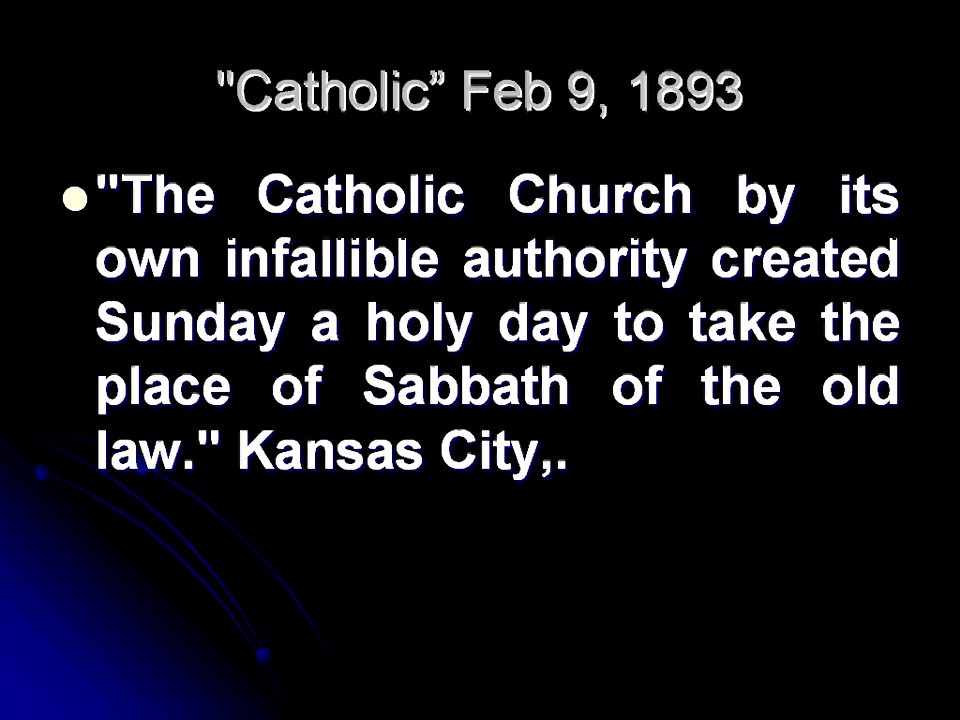 "Catholic” Feb 9, 1893
"The Catholic Church by its
own infallible authority created
Sunday a holy day to take the
place of Sabbath of the old
law." Kansas City,.